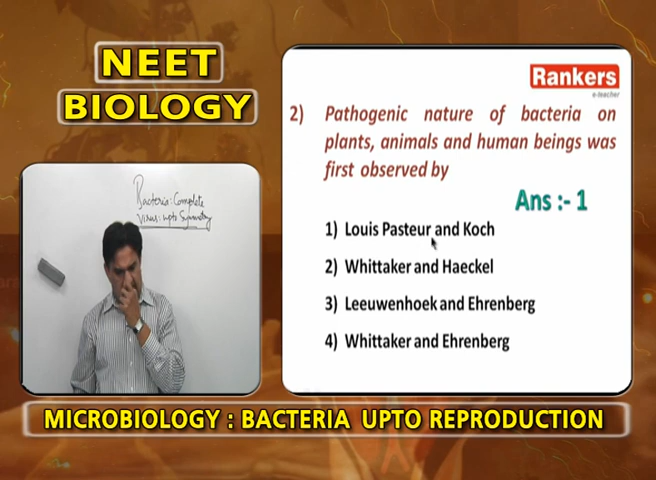 NEET
BIOLOGY
Rankers
e-teacher
2) Pathogenic nature of bacteria on
plants, animals and human beings was
first observed by
Ans :- 1
1) Louis Pasteur and Koch
2) Whittaker and Haeckel
3) Leeuwenhoek and Ehrenberg
4) Whittaker and Ehrenberg
Bacteria: Complete
Virus: upto Symmetry
MICROBIOLOGY : BACTERIA UPTO REPRODUCTION